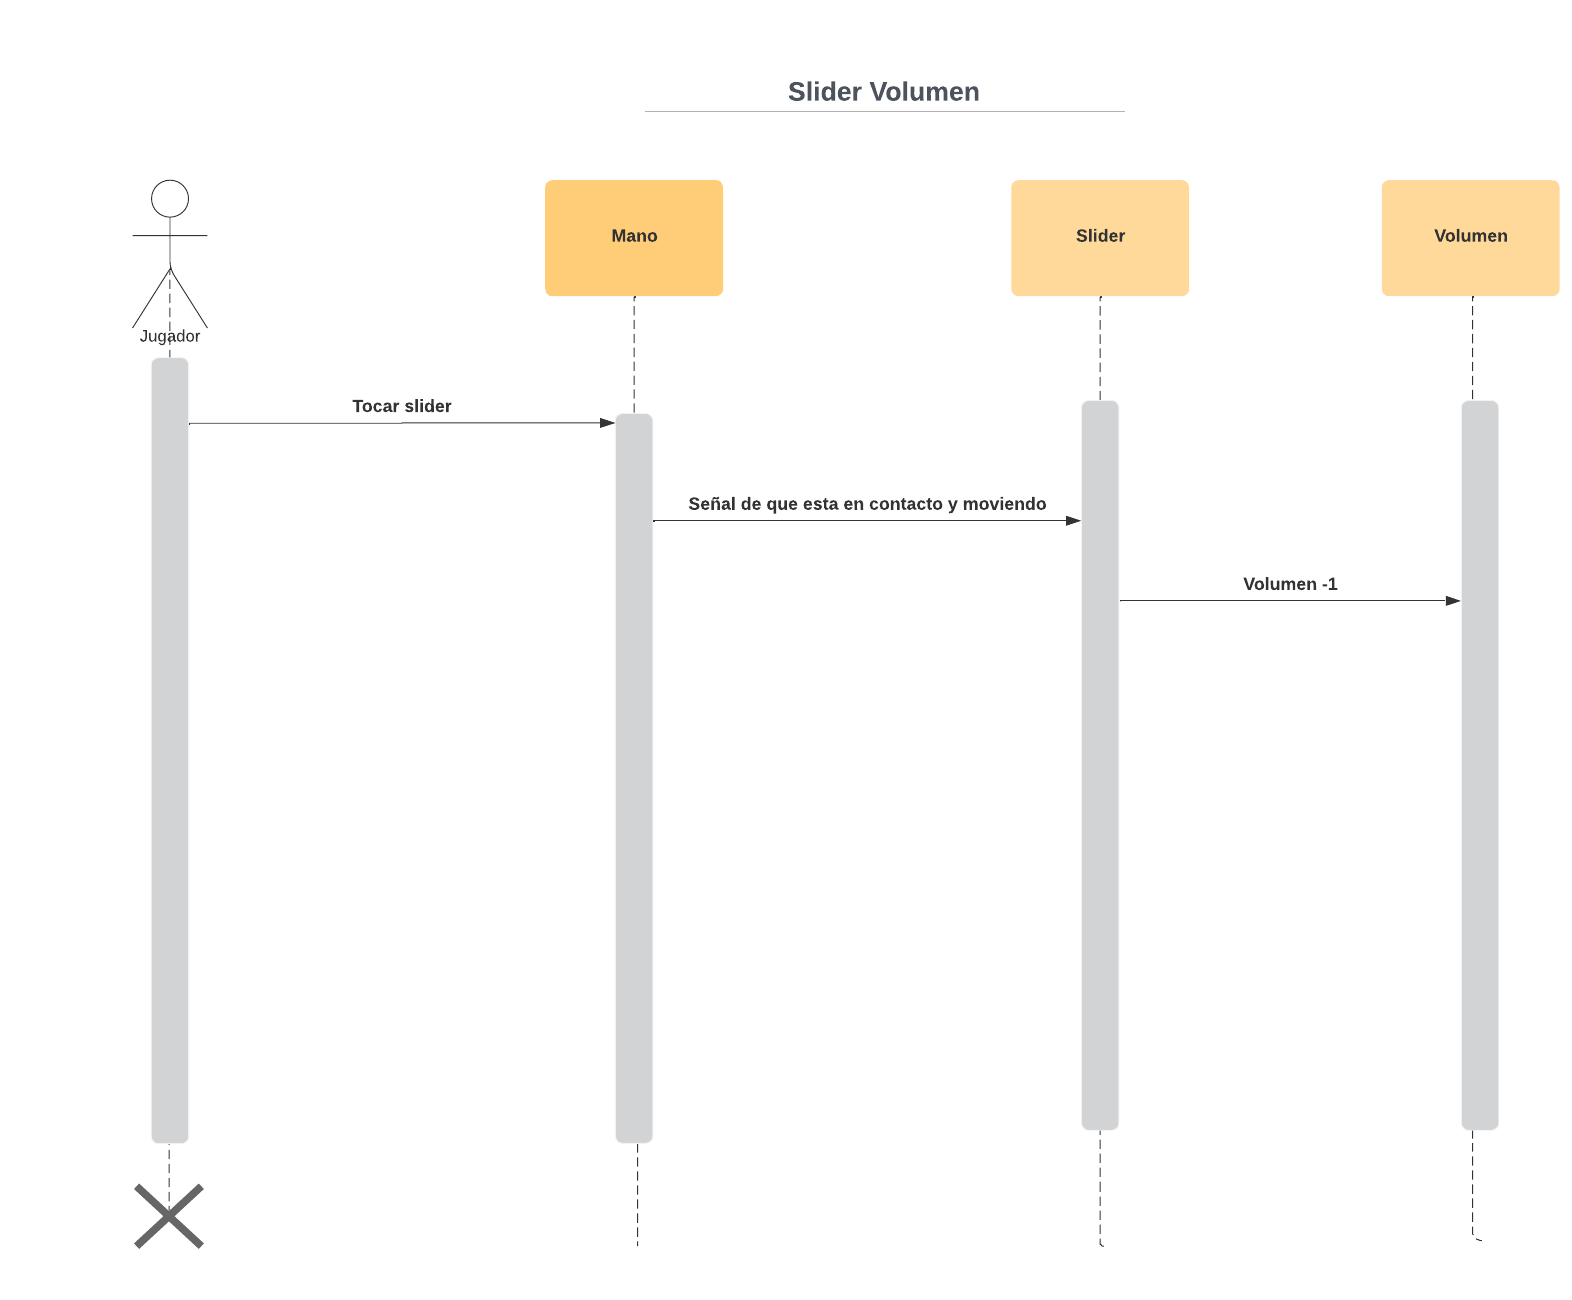 Slider Volumen
Mano
Slider
Volumen
Jugador
Tocar slider
Señal de que esta en contacto y moviendo
Volumen -1